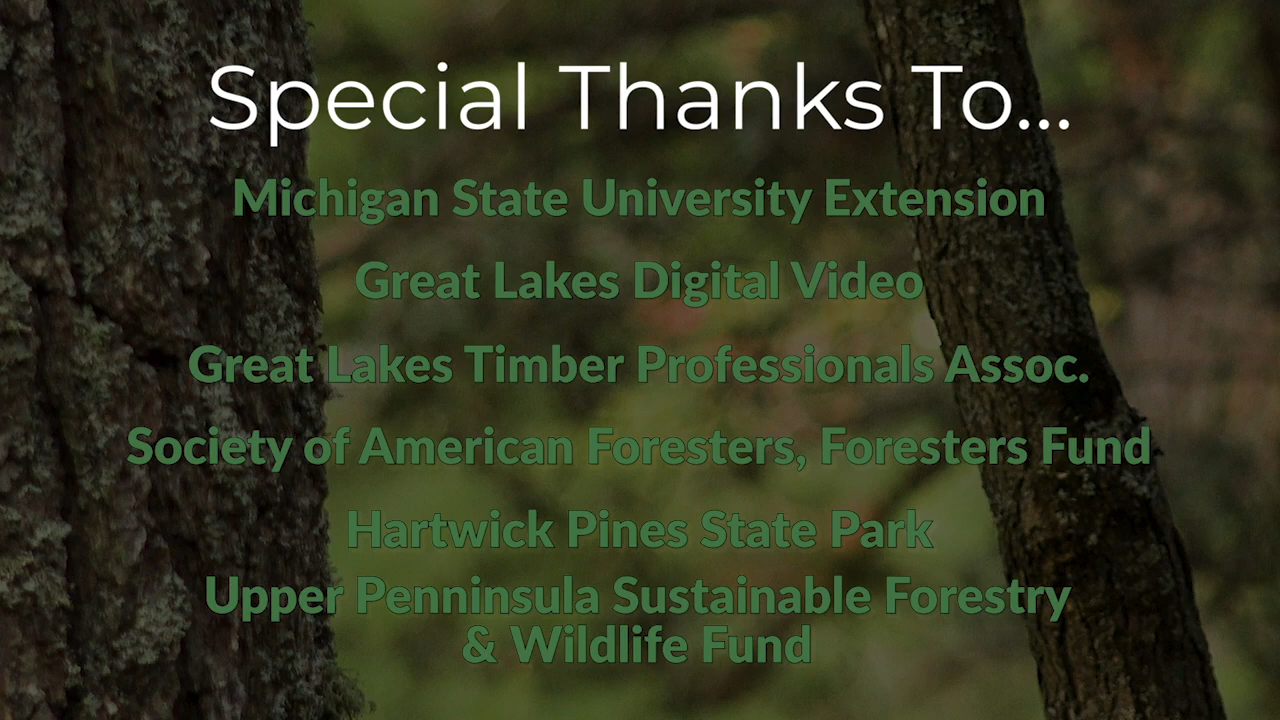 Special Thanks To...
Michigan State University Extension
Great Lakes Digital Video
Great Lakes Timber Professionals Assoc.
Society of American Foresters, Foresters Fund
Hartwick Pines State Park
Upper Penninsula Sustainable Forestry
& Wildlife Fund